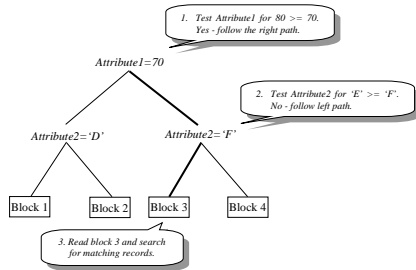 1. Test Attribute1 for 80 >= 70.
Yes - follow the right path.
Attribute1=70
2. Test Attribute2 for ‘E’ >= ‘F’.
No - follow left path.
Attribute2=‘D’
Attribute2=‘F’
Block 1
Block 2
Block 3
Block 4
3. Read block 3 and search
for matching records.